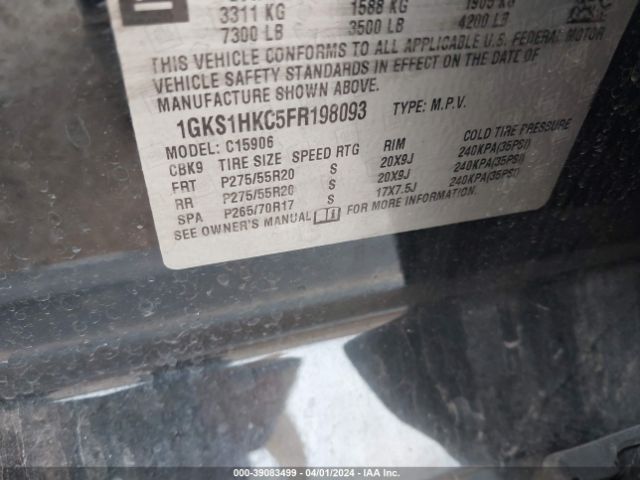 GM
3311 KG 1588 KG 1905 KG
7300 LB 3500 LB 4200 LB
THIS VEHICLE CONFORMS TO ALL APPLICABLE U.S. FEDERAL MOTOR
VEHICLE SAFETY STANDARDS IN EFFECT ON THE DATE OF
MANUFACTURE SHOWN ABOVE.
1GKS1HKC5FR198093 TYPE: M.P.V.
MODEL: C15906
CBK9 TIRE SIZE SPEED RTG RIM COLD TIRE PRESSURE
FRT P275/55R20 S 20X9J 240KPA(35PSI)
RR P275/55R20 S 20X9J 240KPA(35PSI)
SPA P265/70R17 S 17X7.5J 240KPA(35PSI)
SEE OWNER'S MANUAL FOR MORE INFORMATION.
000-39083499 / 04/01/2024 - IAA Inc.